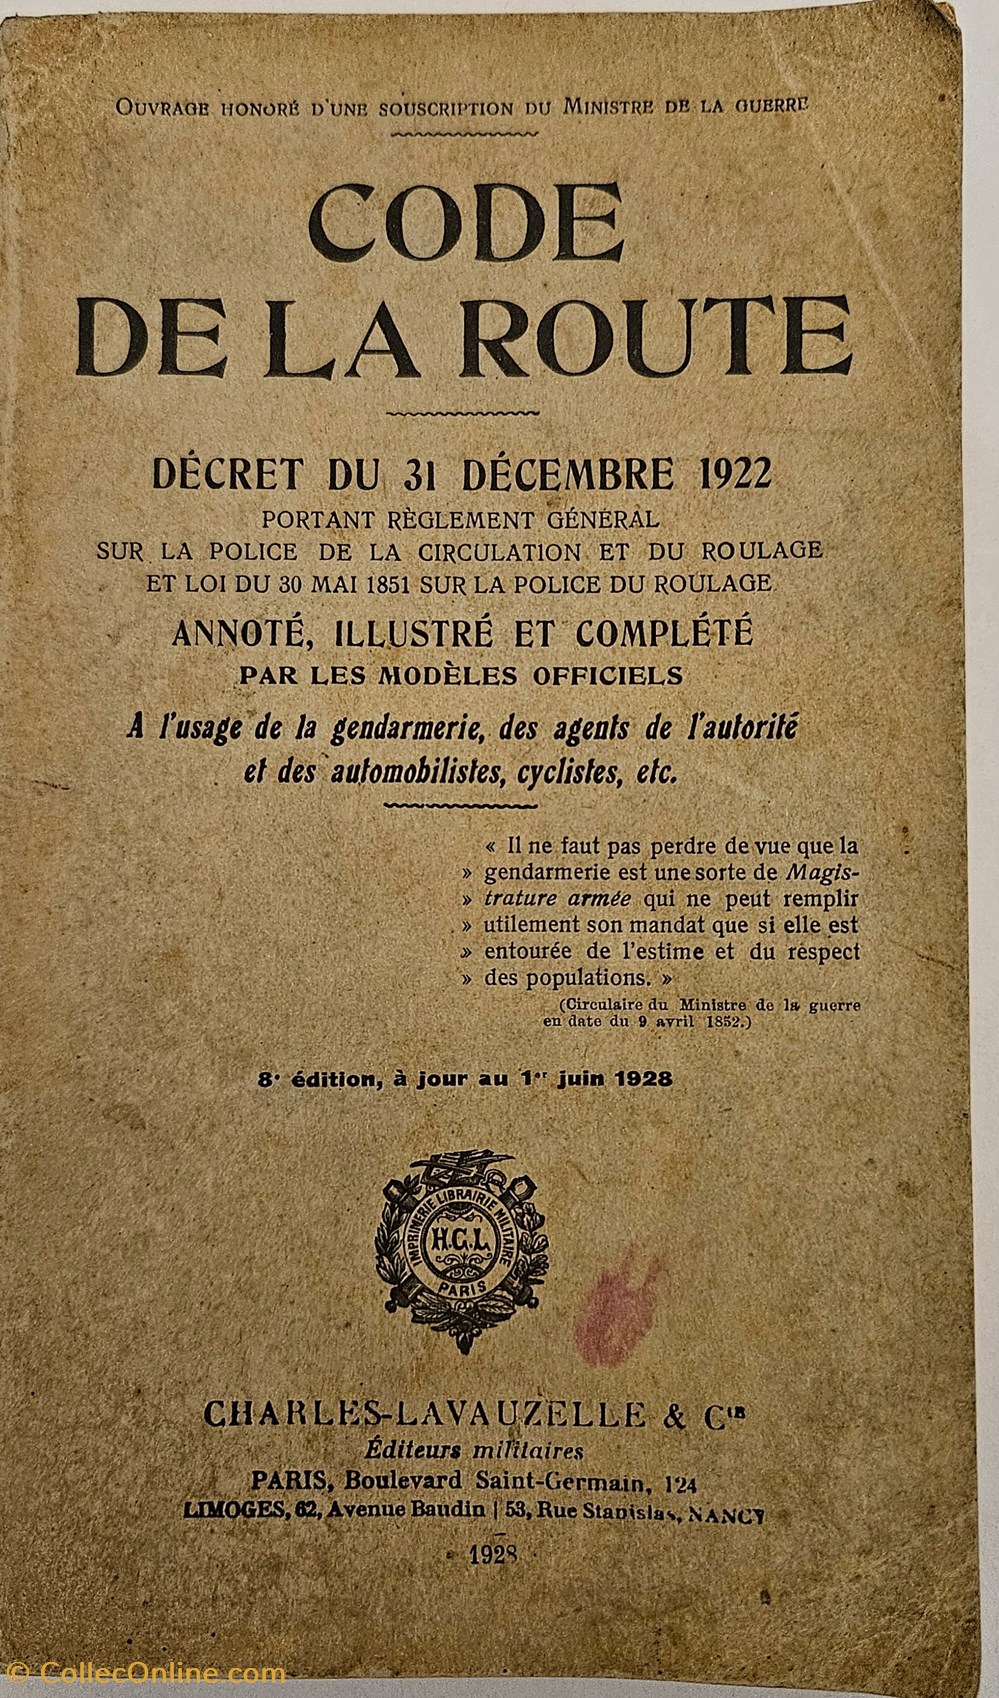 OUVRAGE HONORÉ D'UNE SOUSCRIPTION DU MINISTRE DE LA GUERRE
CODE
DE LA ROUTE
DÉCRET DU 31 DÉCEMBRE 1922
PORTANT RÈGLEMENT GÉNÉRAL
SUR LA POLICE DE LA CIRCULATION ET DU ROULAGE
ET LOI DU 30 MAI 1851 SUR LA POLICE DU ROULAGE
ANNOTÉ, ILLUSTRÉ ET COMPLÉTÉ
PAR LES MODÈLES OFFICIELS
A l'usage de la gendarmerie, des agents de l'autorité
et des automobilistes, cyclistes, etc.
« Il ne faut pas perdre de vue que la
» gendarmerie est une sorte de Magis-
» trature armée qui ne peut remplir
» utilement son mandat que si elle est
» entourée de l'estime et du respect
» des populations. »
(Circulaire du Ministre de la guerre
en date du 9 avril 1852.)
8e édition, à jour au 1er juin 1928
IMPRIMERIE LIBRAIRIE MILITAIRE
H.C.L.
PARIS
CHARLES-LAVAUZELLE & Cie
Éditeurs militaires
PARIS, Boulevard Saint-Germain, 124
LIMOGES, 62, Avenue Baudin | 53, Rue Stanislas, NANCY
1928
© CollecOnline.com